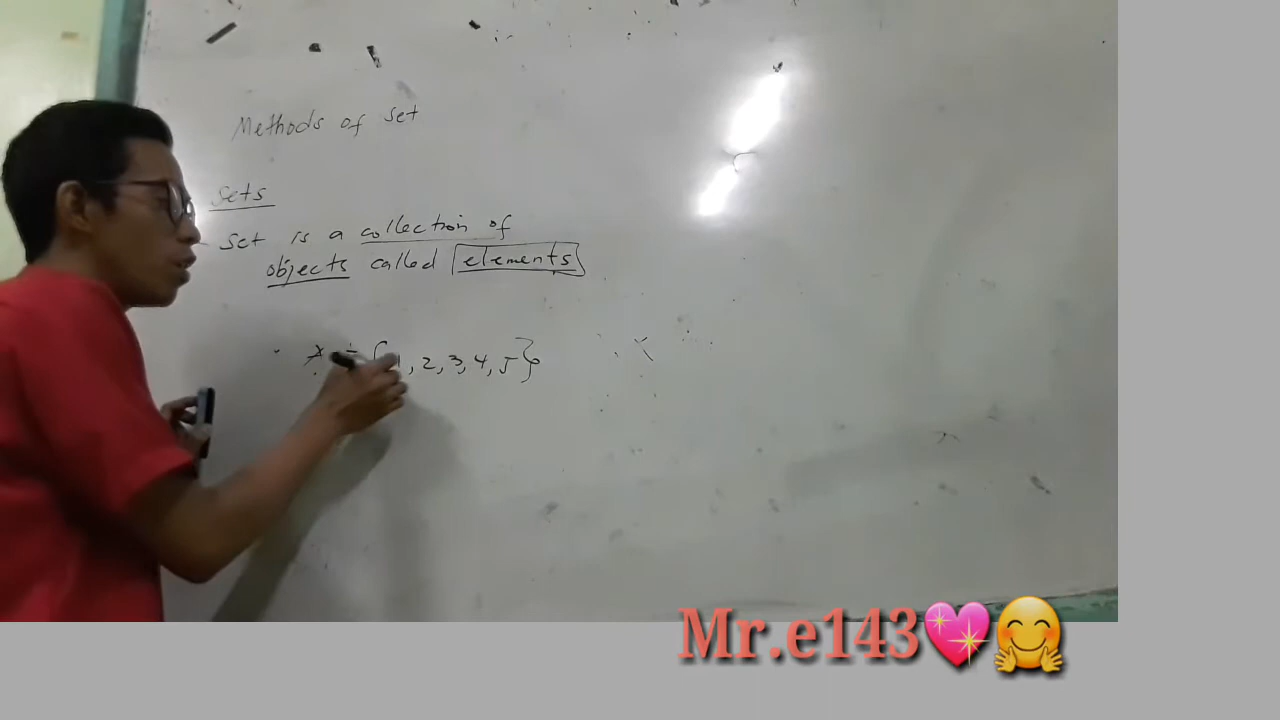 Methods of set
Sets
Set is a collection of
objects called elements
A = {1, 2, 3, 4, 5}
Mr.e143💖🤗